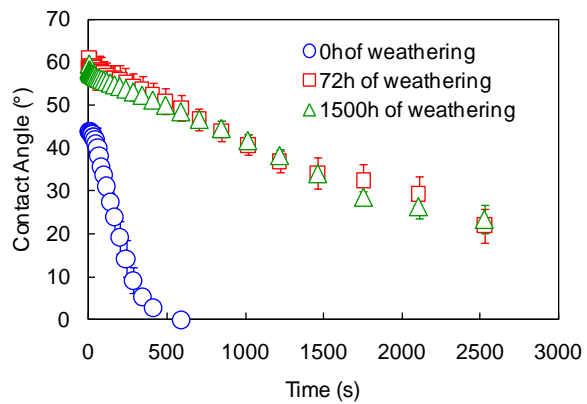 70
60
50
40
30
20
10
0
Contact Angle (°)
0hof weathering
72h of weathering
1500h of weathering
0 500 1000 1500 2000 2500 3000
Time (s)